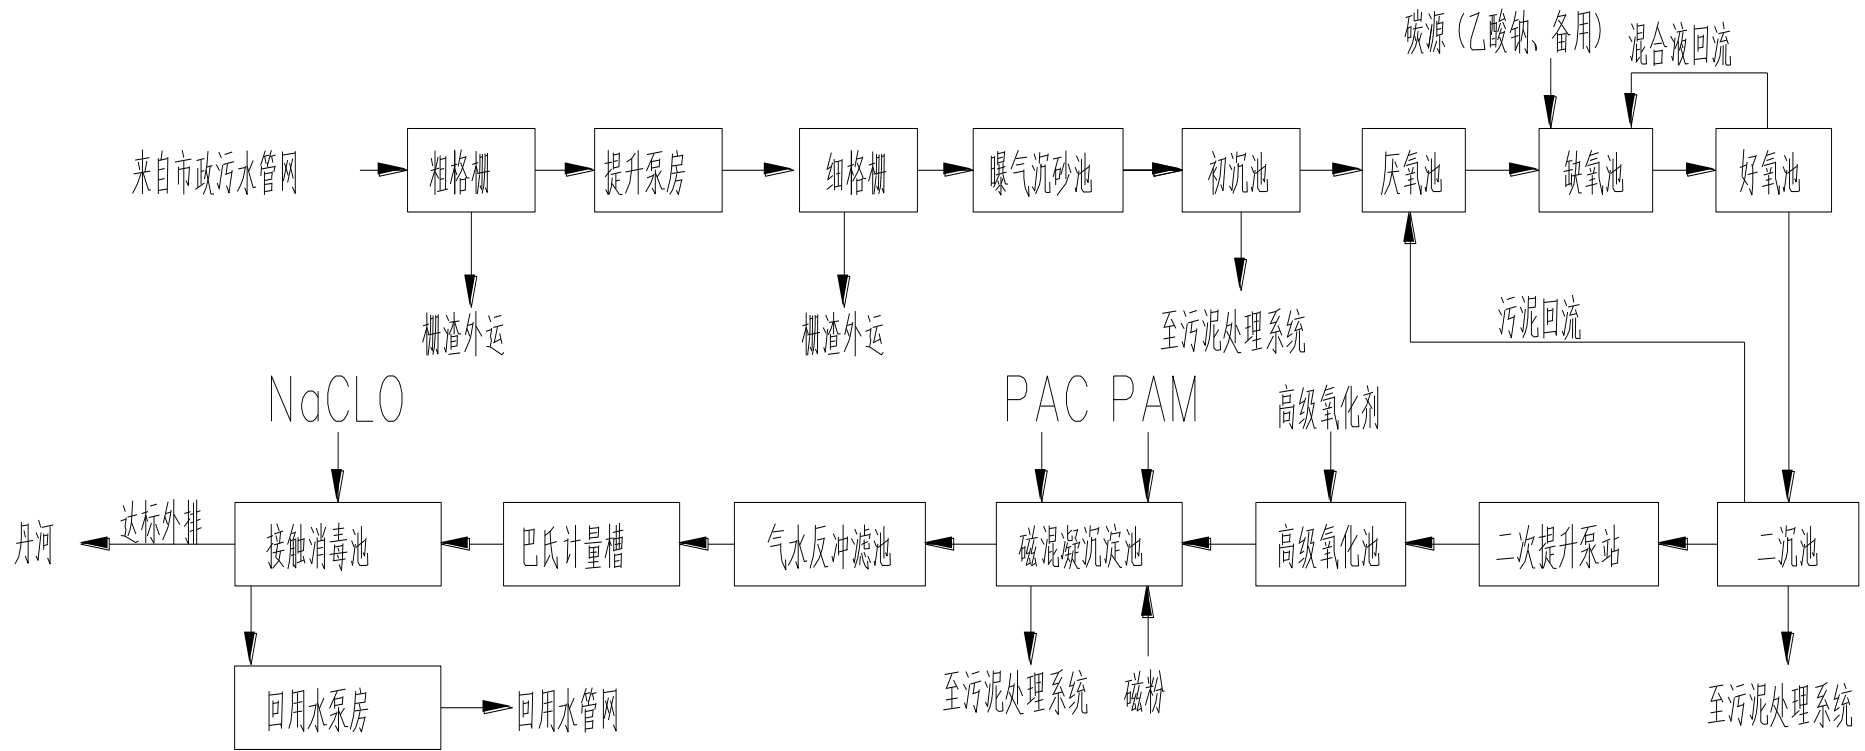 碳源（乙酸钠、备用）
混合液回流
来自市政污水管网
粗格栅
提升泵房
细格栅
曝气沉砂池
初沉池
厌氧池
缺氧池
好氧池
栅渣外运
栅渣外运
至污泥处理系统
污泥回流
NaCLO
PAC PAM
高级氧化剂
丹河
达标外排
接触消毒池
巴氏计量槽
气水反冲滤池
磁混凝沉淀池
高级氧化池
二次提升泵站
二沉池
至污泥处理系统
磁粉
至污泥处理系统
回用水泵房
回用水管网